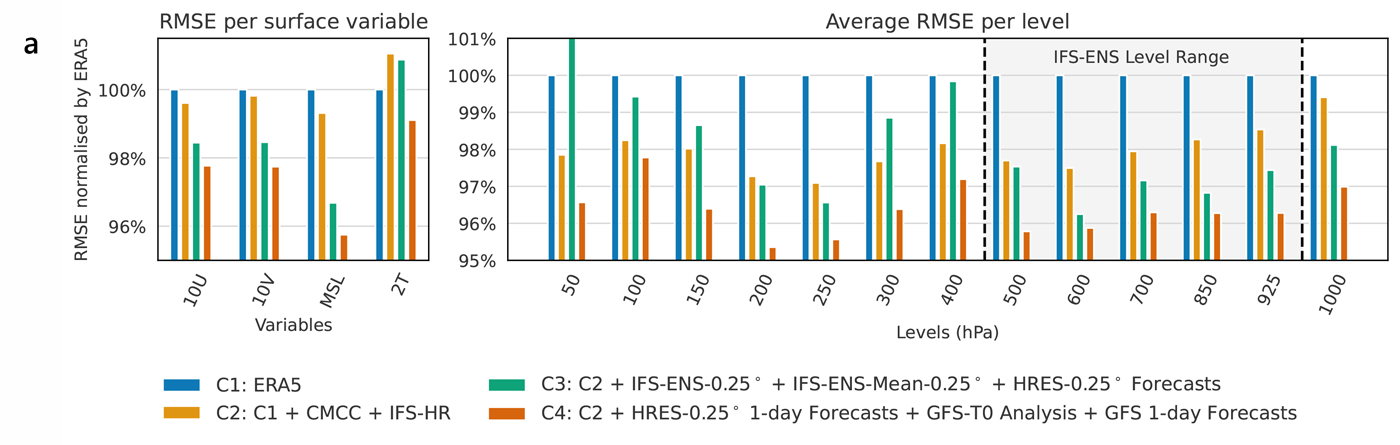 a
RMSE per surface variable
RMSE normalised by ERA5
100%
98%
96%
10U
10V
MSL
2T
Variables
Average RMSE per level
101%
100%
99%
98%
97%
96%
95%
IFS-ENS Level Range
50
100
150
200
250
300
400
500
600
700
850
925
1000
Levels (hPa)
C1: ERA5
C2: C1 + CMCC + IFS-HR
C3: C2 + IFS-ENS-0.25° + IFS-ENS-Mean-0.25° + HRES-0.25° Forecasts
C4: C2 + HRES-0.25° 1-day Forecasts + GFS-T0 Analysis + GFS 1-day Forecasts